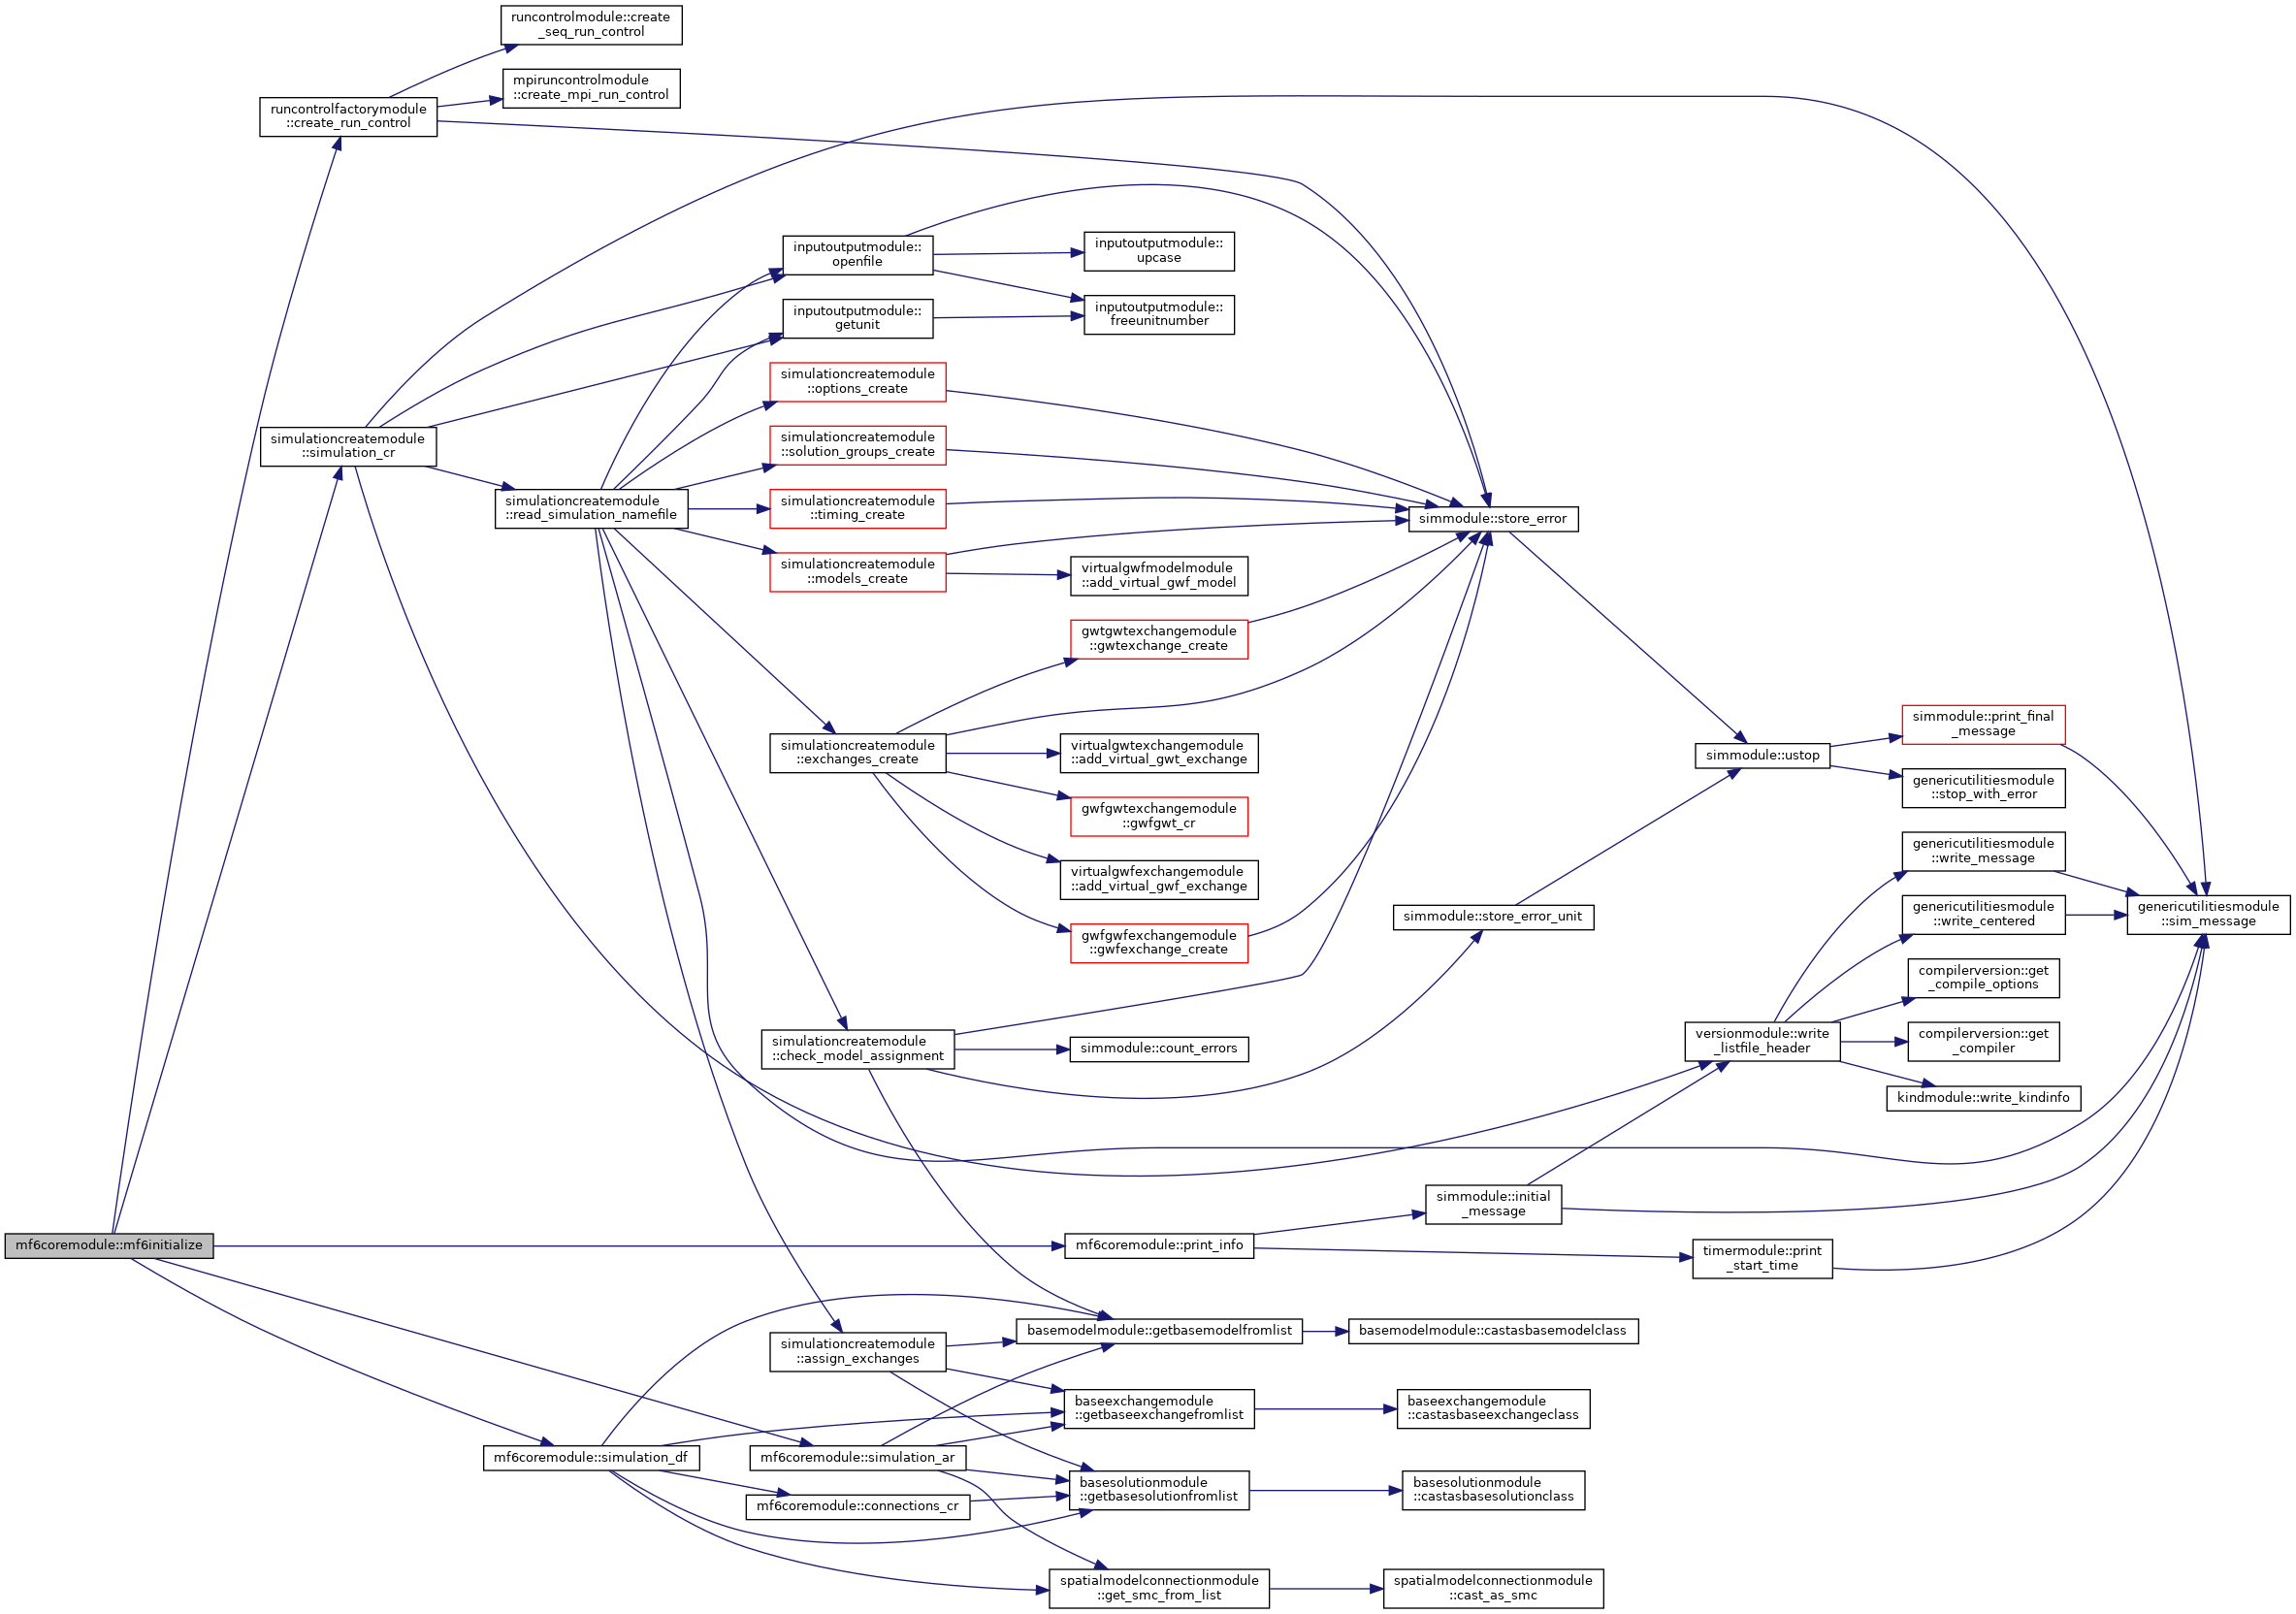 runcontrolmodule::create
_seq_run_control
mpiruncontrolmodule
::create_mpi_run_control
runcontrolfactorymodule
::create_run_control
inputoutputmodule::
openfile
inputoutputmodule::
upcase
inputoutputmodule::
getunit
inputoutputmodule::
freeunitnumber
simulationcreatemodule
::options_create
simulationcreatemodule
::simulation_cr
simulationcreatemodule
::solution_groups_create
simulationcreatemodule
::read_simulation_namefile
simulationcreatemodule
::timing_create
simmodule::store_error
simulationcreatemodule
::models_create
virtualgwfmodelmodule
::add_virtual_gwf_model
gwtgwtexchangemodule
::gwtexchange_create
simulationcreatemodule
::exchanges_create
virtualgwtexchangemodule
::add_virtual_gwt_exchange
gwfgwtexchangemodule
::gwfgwt_cr
virtualgwfexchangemodule
::add_virtual_gwf_exchange
gwfgwfexchangemodule
::gwfexchange_create
simmodule::ustop
simmodule::print_final
_message
genericutilitiesmodule
::stop_with_error
genericutilitiesmodule
::write_message
genericutilitiesmodule
::write_centered
genericutilitiesmodule
::sim_message
simmodule::store_error_unit
compilerversion::get
_compile_options
versionmodule::write
_listfile_header
compilerversion::get
_compiler
kindmodule::write_kindinfo
simulationcreatemodule
::check_model_assignment
simmodule::count_errors
simmodule::initial
_message
mf6coremodule::mf6initialize
mf6coremodule::print_info
timermodule::print
_start_time
simulationcreatemodule
::assign_exchanges
basemodelmodule::getbasemodelfromlist
basemodelmodule::castasbasemodelclass
baseexchangemodule
::getbaseexchangefromlist
baseexchangemodule
::castasbaseexchangeclass
mf6coremodule::simulation_df
mf6coremodule::simulation_ar
mf6coremodule::connections_cr
basesolutionmodule
::getbasesolutionfromlist
basesolutionmodule
::castasbasesolutionclass
spatialmodelconnectionmodule
::get_smc_from_list
spatialmodelconnectionmodule
::cast_as_smc